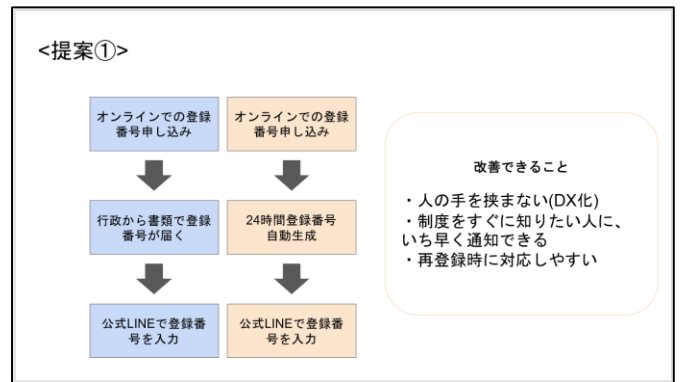 <提案①>
オンラインでの登録
番号申し込み
行政から書類で登録
番号が届く
公式LINEで登録番
号を入力
オンラインでの登録
番号申し込み
24時間登録番号
自動生成
公式LINEで登録番
号を入力
改善できること
・人の手を挟まない(DX化)
・制度をすぐに知りたい人に、
いち早く通知できる
・再登録時に対応しやすい